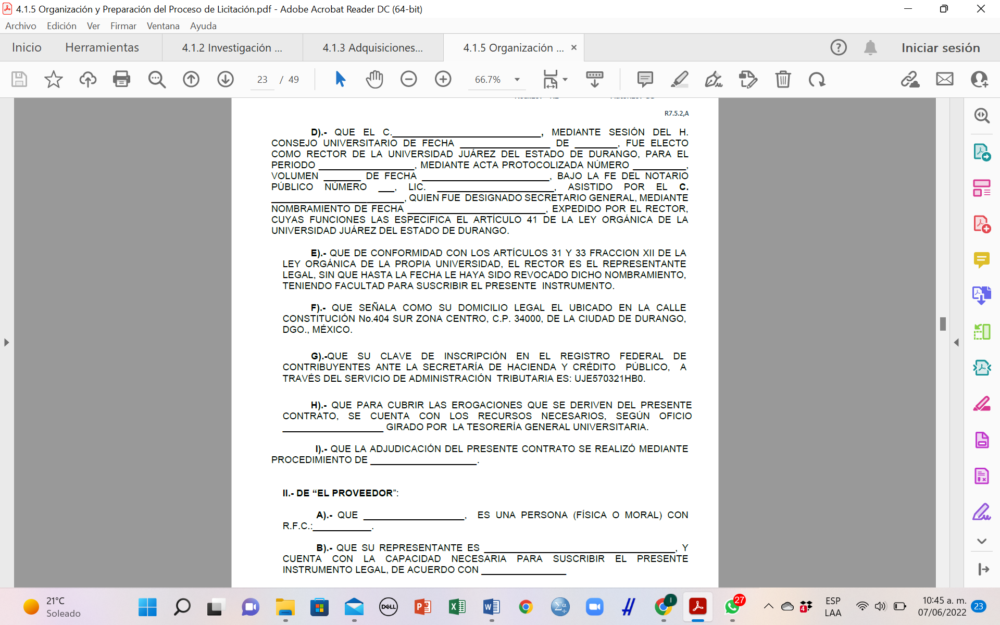 4.1.5 Organización y Preparación del Proceso de Licitación.pdf - Adobe Acrobat Reader DC (64-bit)
Archivo Edición Ver Firmar Ventana Ayuda
Inicio Herramientas 4.1.2 Investigación ... 4.1.3 Adquisiciones... 4.1.5 Organización ... Iniciar sesión
23 / 49 66.7%
R7.5.2,A
D).- QUE EL C.____________________________, MEDIANTE SESIÓN DEL H.
CONSEJO UNIVERSITARIO DE FECHA _________________ DE ________, FUE ELECTO
COMO RECTOR DE LA UNIVERSIDAD JUÁREZ DEL ESTADO DE DURANGO, PARA EL
PERIODO __________________, MEDIANTE ACTA PROTOCOLIZADA NÚMERO __________,
VOLUMEN _______ DE FECHA ________________________, BAJO LA FE DEL NOTARIO
PÚBLICO NÚMERO ___, LIC. ______________________, ASISTIDO POR EL C.
_________________________, QUIEN FUE DESIGNADO SECRETARIO GENERAL, MEDIANTE
NOMBRAMIENTO DE FECHA __________________________, EXPEDIDO POR EL RECTOR,
CUYAS FUNCIONES LAS ESPECIFICA EL ARTÍCULO 41 DE LA LEY ORGÁNICA DE LA
UNIVERSIDAD JUÁREZ DEL ESTADO DE DURANGO.
E).- QUE DE CONFORMIDAD CON LOS ARTÍCULOS 31 Y 33 FRACCION XII DE LA
LEY ORGÁNICA DE LA PROPIA UNIVERSIDAD, EL RECTOR ES EL REPRESENTANTE
LEGAL, SIN QUE HASTA LA FECHA LE HAYA SIDO REVOCADO DICHO NOMBRAMIENTO,
TENIENDO FACULTAD PARA SUSCRIBIR EL PRESENTE INSTRUMENTO.
F).- QUE SEÑALA COMO SU DOMICILIO LEGAL EL UBICADO EN LA CALLE
CONSTITUCIÓN No.404 SUR ZONA CENTRO, C.P. 34000, DE LA CIUDAD DE DURANGO,
DGO., MÉXICO.
G).-QUE SU CLAVE DE INSCRIPCIÓN EN EL REGISTRO FEDERAL DE
CONTRIBUYENTES ANTE LA SECRETARÍA DE HACIENDA Y CRÉDITO PÚBLICO, A
TRAVÉS DEL SERVICIO DE ADMINISTRACIÓN TRIBUTARIA ES: UJE570321HB0.
H).- QUE PARA CUBRIR LAS EROGACIONES QUE SE DERIVEN DEL PRESENTE
CONTRATO, SE CUENTA CON LOS RECURSOS NECESARIOS, SEGÚN OFICIO
___________________ GIRADO POR LA TESORERÍA GENERAL UNIVERSITARIA.
I).- QUE LA ADJUDICACIÓN DEL PRESENTE CONTRATO SE REALIZÓ MEDIANTE
PROCEDIMIENTO DE ____________________.
II.- DE “EL PROVEEDOR”:
A).- QUE ___________________, ES UNA PERSONA (FÍSICA O MORAL) CON
R.F.C.:___________.
B).- QUE SU REPRESENTANTE ES ____________________________________, Y
CUENTA CON LA CAPACIDAD NECESARIA PARA SUSCRIBIR EL PRESENTE
INSTRUMENTO LEGAL, DE ACUERDO CON ________________
21°C
Soleado
DELL
27
4
ESP
LAA
10:45 a. m.
07/06/2022
23